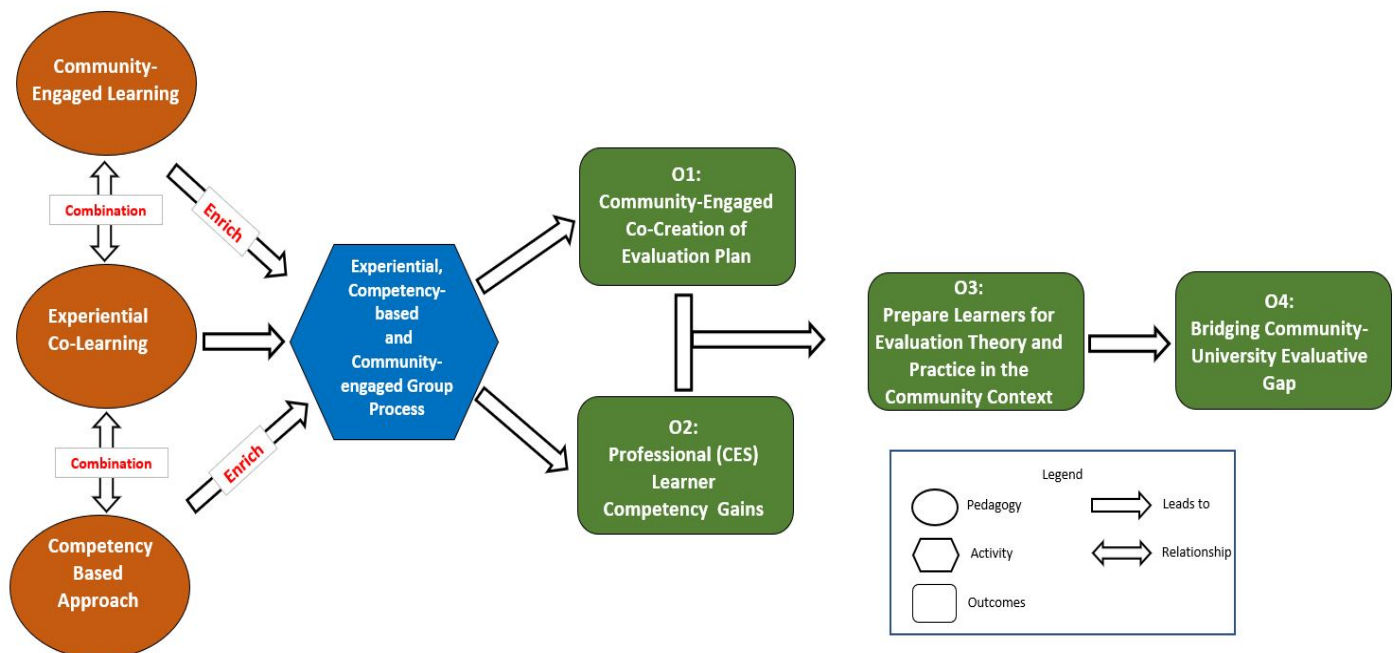 Community-
Engaged Learning
Combination
Enrich
Experiential
Co-Learning
Combination
Enrich
Competency
Based
Approach
Experiential,
Competency-
based
and
Community-
engaged Group
Process
O1:
Community-Engaged
Co-Creation of
Evaluation Plan
O2:
Professional (CES)
Learner
Competency Gains
O3:
Prepare Learners for
Evaluation Theory and
Practice in the
Community Context
O4:
Bridging Community-
University Evaluative
Gap
Legend
Pedagogy
Leads to
Activity
Relationship
Outcomes